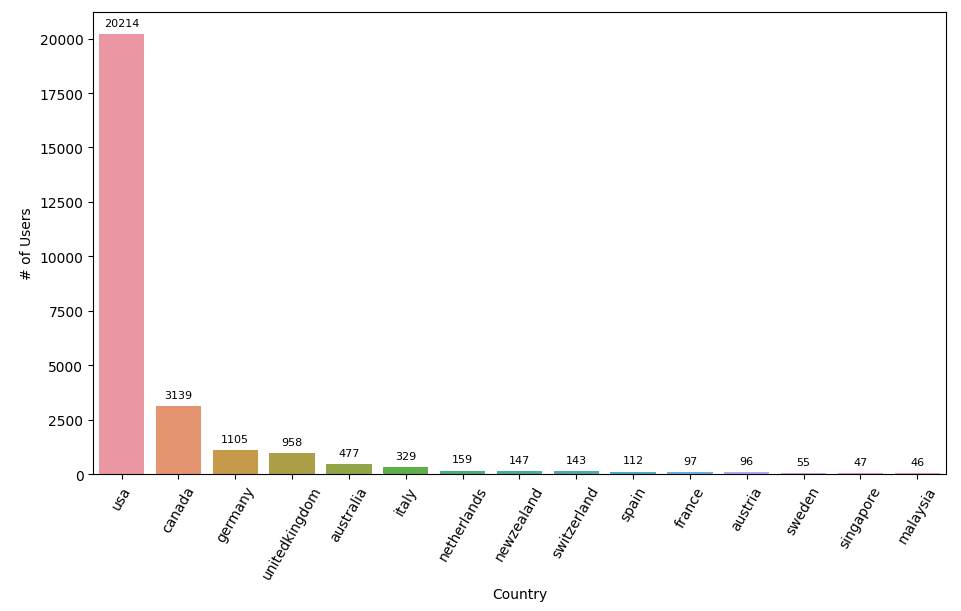 20214
20000
17500
15000
12500
10000
7500
5000
2500
0
# of Users
3139
1105
958
477
329
159
147
143
112
97
96
55
47
46
usa
canada
germany
unitedkingdom
australia
italy
netherlands
newzealand
switzerland
spain
france
austria
sweden
singapore
malaysia
Country